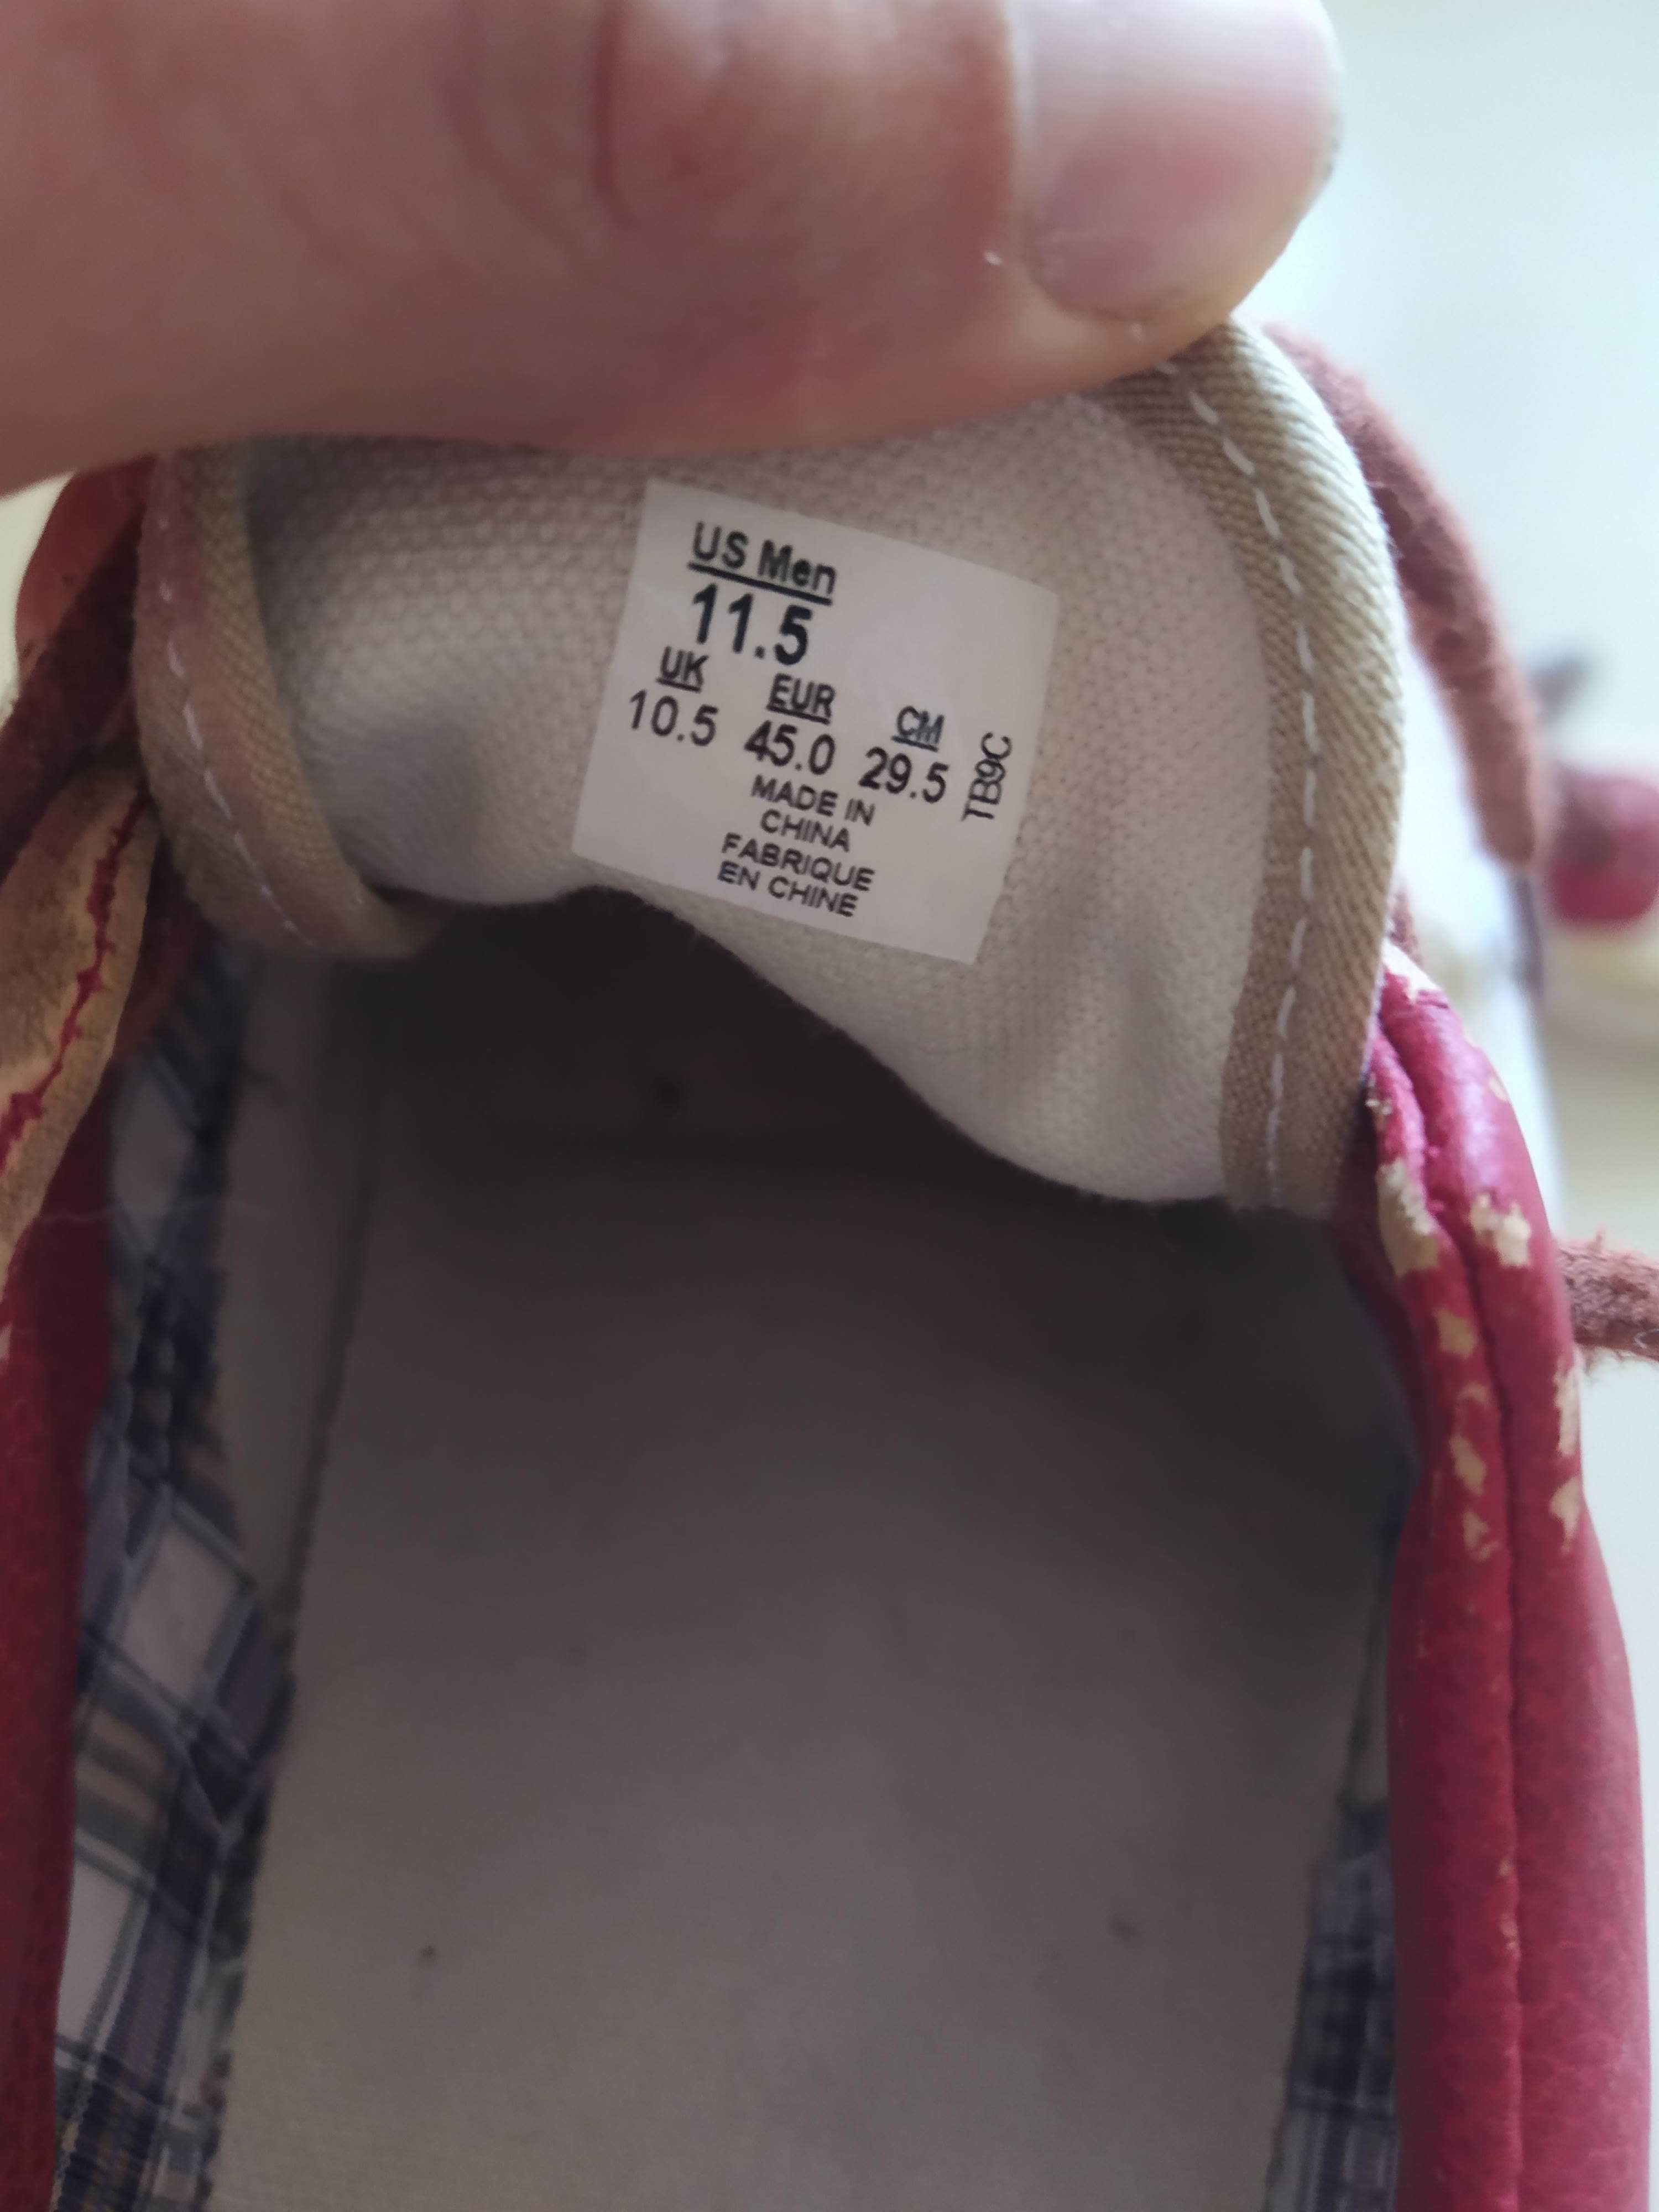 US Men
11.5
UK EUR CM
10.5 45.0 29.5
TB9C
MADE IN
CHINA
FABRIQUE
EN CHINE